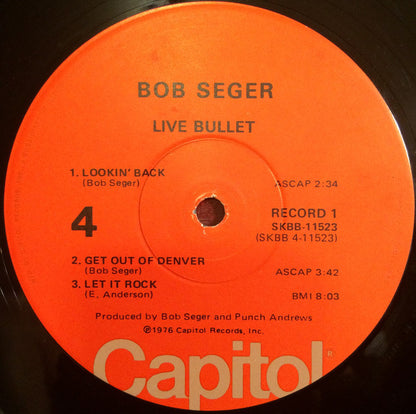 BOB SEGER
LIVE BULLET
1. LOOKIN' BACK
(Bob Seger) ASCAP 2:34
4 RECORD 1
SKBB-11523
(SKBB 4-11523)
2. GET OUT OF DENVER
(Bob Seger) ASCAP 3:42
3. LET IT ROCK
(E. Anderson) BMI 8:03
Produced by Bob Seger and Punch Andrews
℗1976 Capitol Records, Inc.
Capitol®